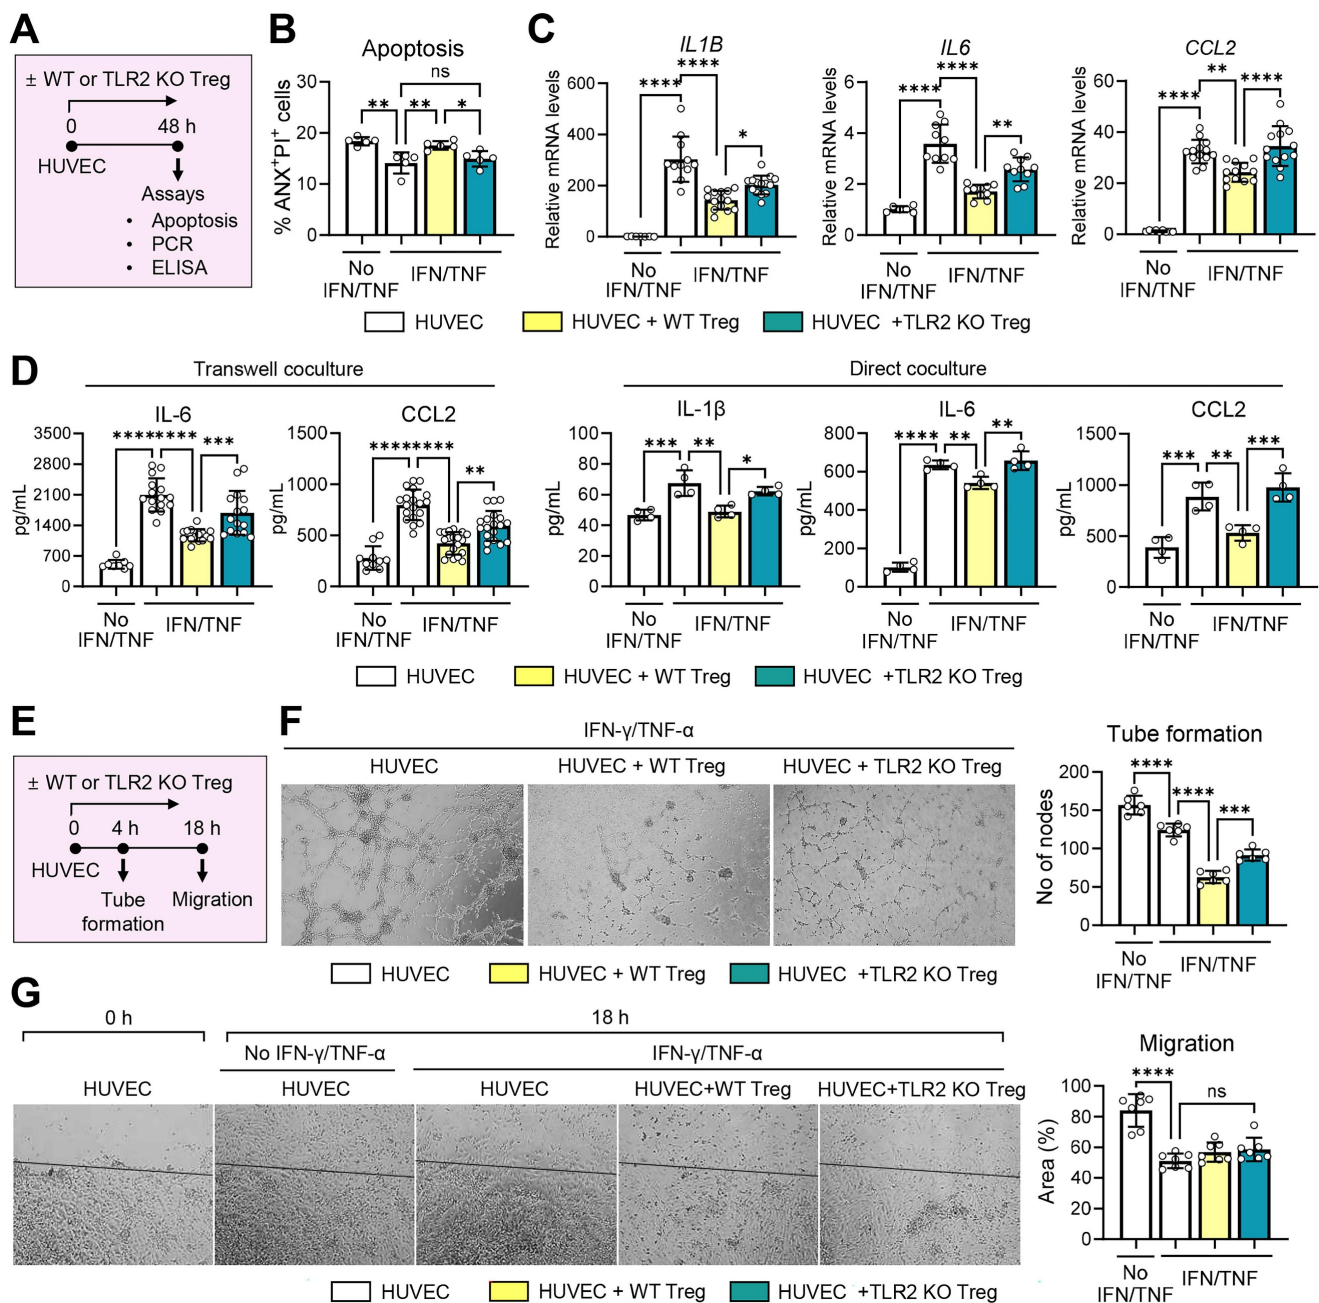 A
± WT or TLR2 KO Treg
0 48 h
HUVEC
Assays
• Apoptosis
• PCR
• ELISA
B
Apoptosis
% ANX⁺PI⁺ cells
30
20
10
0
ns
** ** *
No
IFN/TNF
IFN/TNF
C
IL1B
Relative mRNA levels
600
400
200
0
****
****
*
No
IFN/TNF
IFN/TNF
IL6
Relative mRNA levels
6
4
2
0
****
****
**
No
IFN/TNF
IFN/TNF
CCL2
Relative mRNA levels
60
40
20
0
**
****
****
No
IFN/TNF
IFN/TNF
HUVEC HUVEC + WT Treg HUVEC +TLR2 KO Treg
D
Transwell coculture
IL-6
pg/mL
3500
2800
2100
1400
700
0
**** **** ***
No
IFN/TNF
IFN/TNF
CCL2
pg/mL
1500
1000
500
0
**** **** **
No
IFN/TNF
IFN/TNF
Direct coculture
IL-1β
pg/mL
100
80
60
40
20
0
*** ** *
No
IFN/TNF
IFN/TNF
IL-6
pg/mL
800
600
400
200
0
**** ** **
No
IFN/TNF
IFN/TNF
CCL2
pg/mL
1500
1000
500
0
*** ** ***
No
IFN/TNF
IFN/TNF
HUVEC HUVEC + WT Treg HUVEC +TLR2 KO Treg
E
± WT or TLR2 KO Treg
0 4 h 18 h
HUVEC
Tube
formation
Migration
F
IFN-γ/TNF-α
HUVEC HUVEC + WT Treg HUVEC + TLR2 KO Treg
Tube formation
No of nodes
200
150
100
50
0
****
****
***
No
IFN/TNF
IFN/TNF
HUVEC HUVEC + WT Treg HUVEC +TLR2 KO Treg
G
0 h 18 h
No IFN-γ/TNF-α IFN-γ/TNF-α
HUVEC HUVEC HUVEC HUVEC+WT Treg HUVEC+TLR2 KO Treg
Migration
Area (%)
100
80
60
40
20
0
****
ns
No
IFN/TNF
IFN/TNF
HUVEC HUVEC + WT Treg HUVEC +TLR2 KO Treg